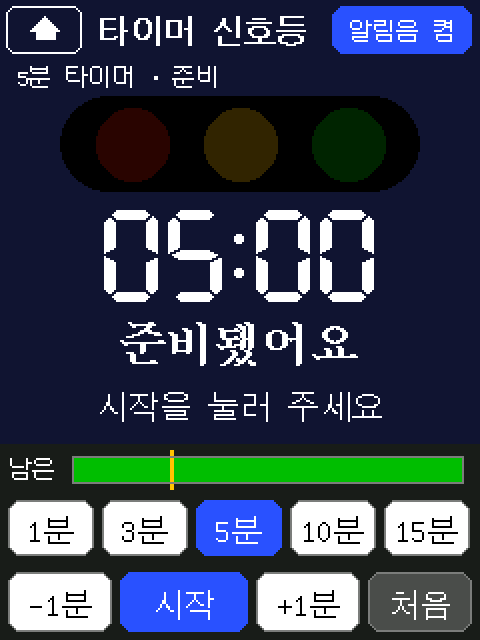 타이머 신호등 알림음 켬
5분 타이머 · 준비
05:00
준비됐어요
시작을 눌러 주세요
남은
1분 3분 5분 10분 15분
-1분 시작 +1분 처음